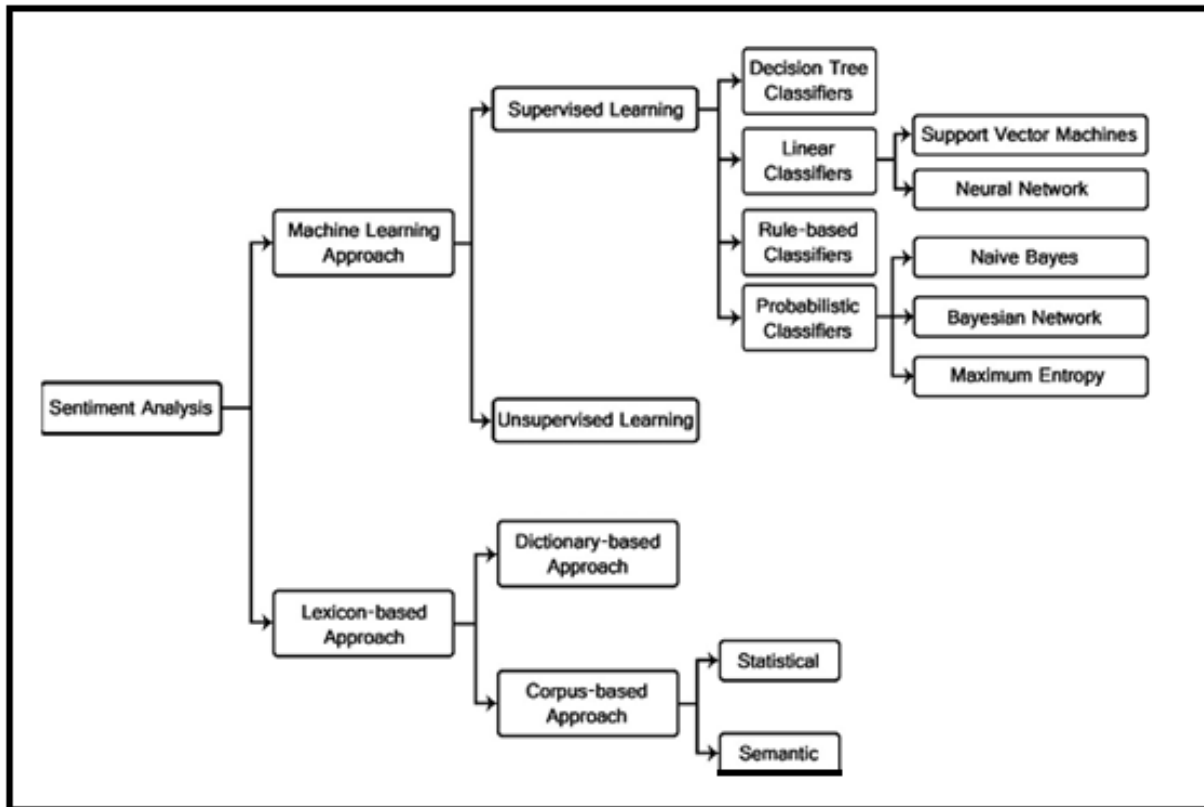 Sentiment Analysis
Machine Learning
Approach
Supervised Learning
Decision Tree
Classifiers
Linear
Classifiers
Support Vector Machines
Neural Network
Rule-based
Classifiers
Probabilistic
Classifiers
Naive Bayes
Bayesian Network
Maximum Entropy
Unsupervised Learning
Lexicon-based
Approach
Dictionary-based
Approach
Corpus-based
Approach
Statistical
Semantic